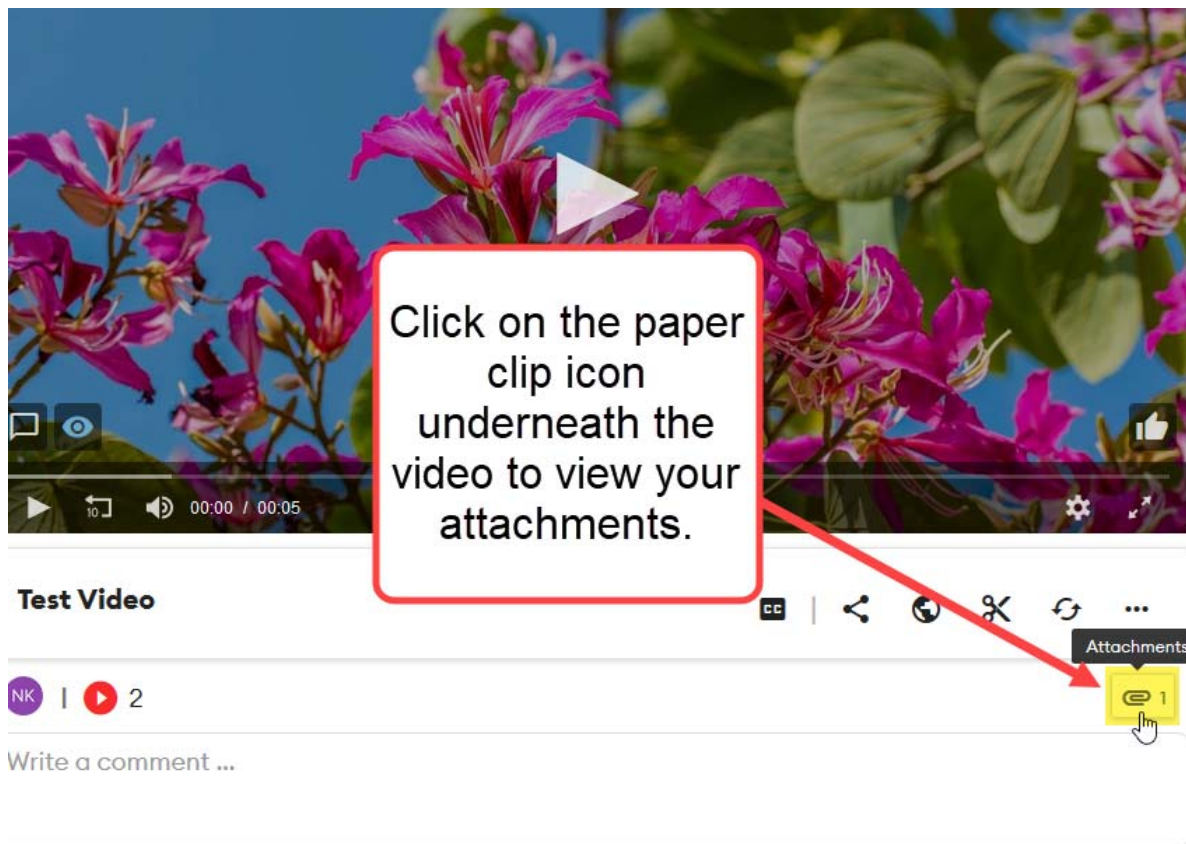 Click on the paper
clip icon
underneath the
video to view your
attachments.
10
00:00 / 00:05
Test Video
CC
Attachments
NK | 2
1
Write a comment ...